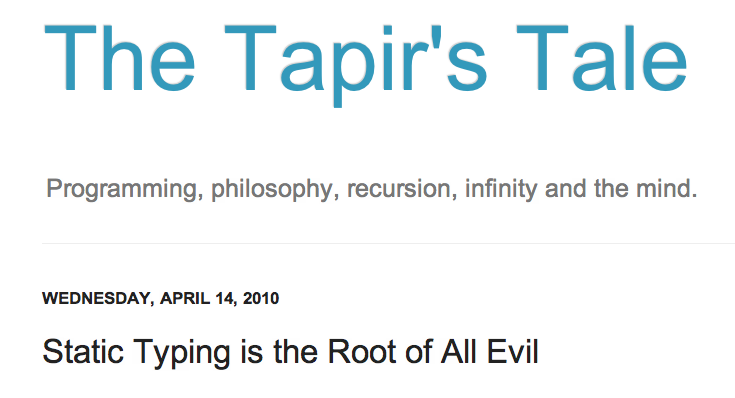 The Tapir's Tale
Programming, philosophy, recursion, infinity and the mind.
WEDNESDAY, APRIL 14, 2010
Static Typing is the Root of All Evil